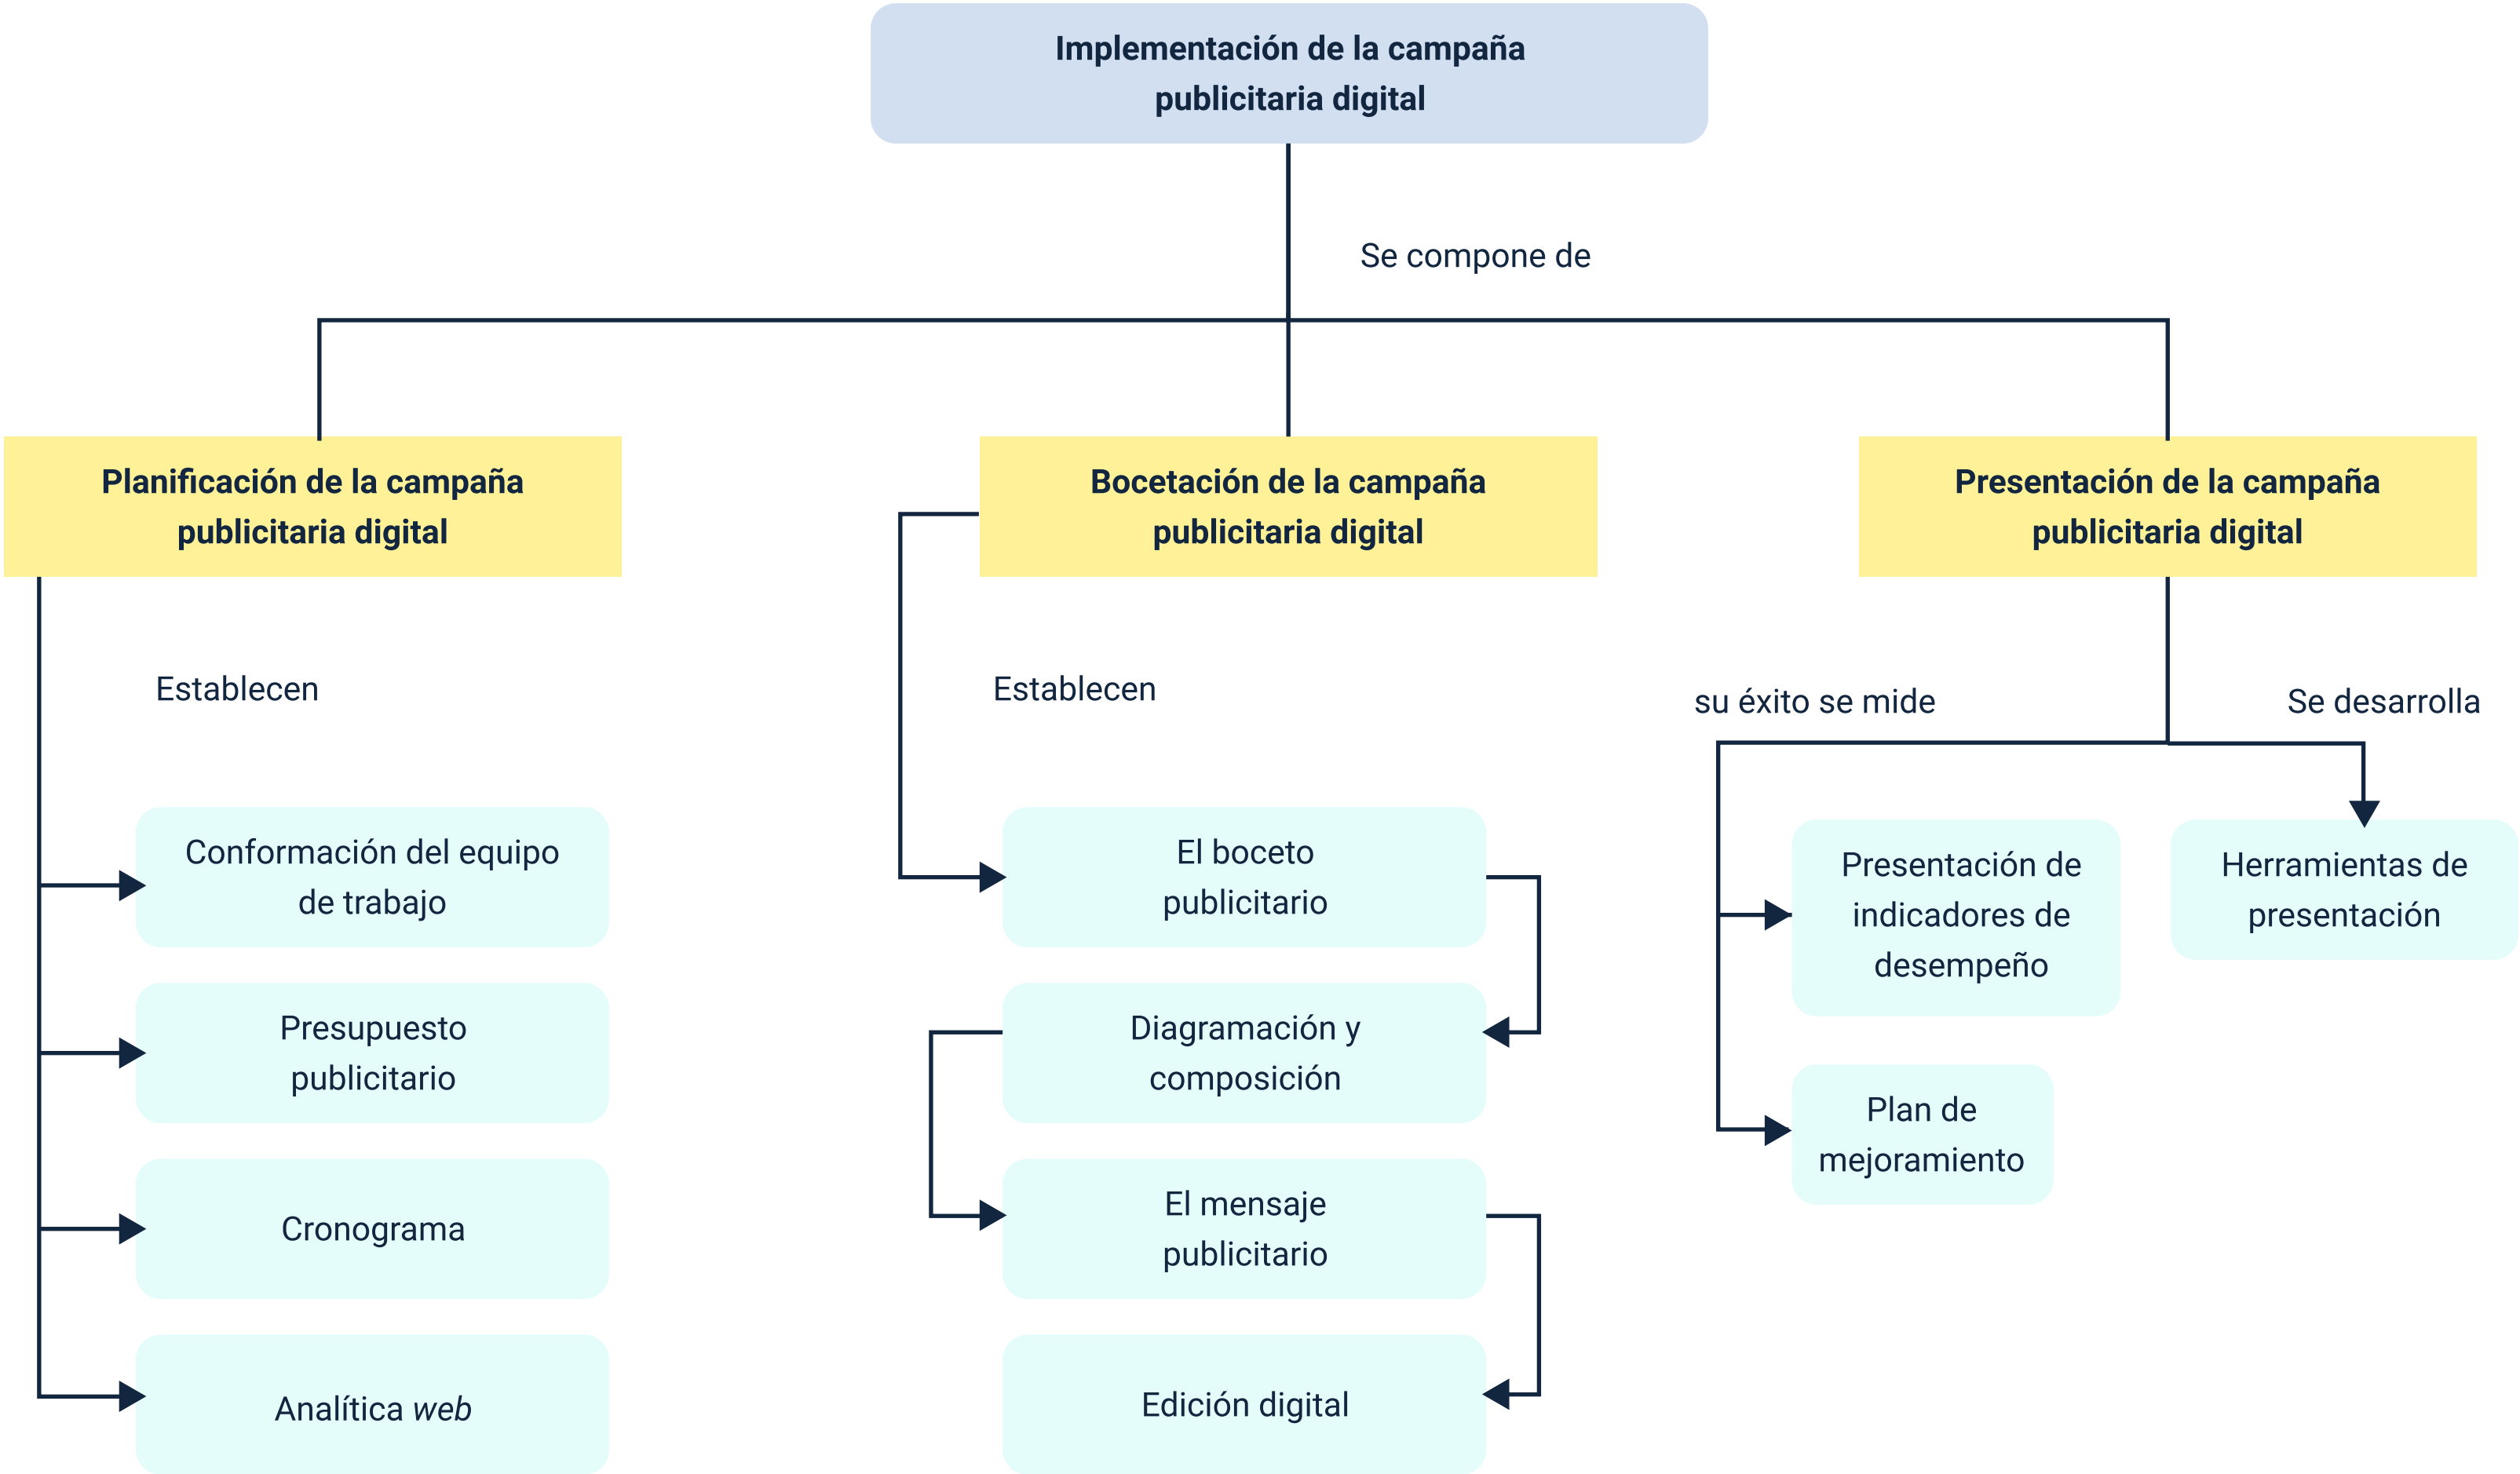 Implementación de la campaña
publicitaria digital
Se compone de
Planificación de la campaña
publicitaria digital
Establecen
Conformación del equipo
de trabajo
Presupuesto
publicitario
Cronograma
Analítica web
Bocetación de la campaña
publicitaria digital
Establecen
El boceto
publicitario
Diagramación y
composición
El mensaje
publicitario
Edición digital
Presentación de la campaña
publicitaria digital
su éxito se mide
Presentación de
indicadores de
desempeño
Plan de
mejoramiento
Se desarrolla
Herramientas de
presentación